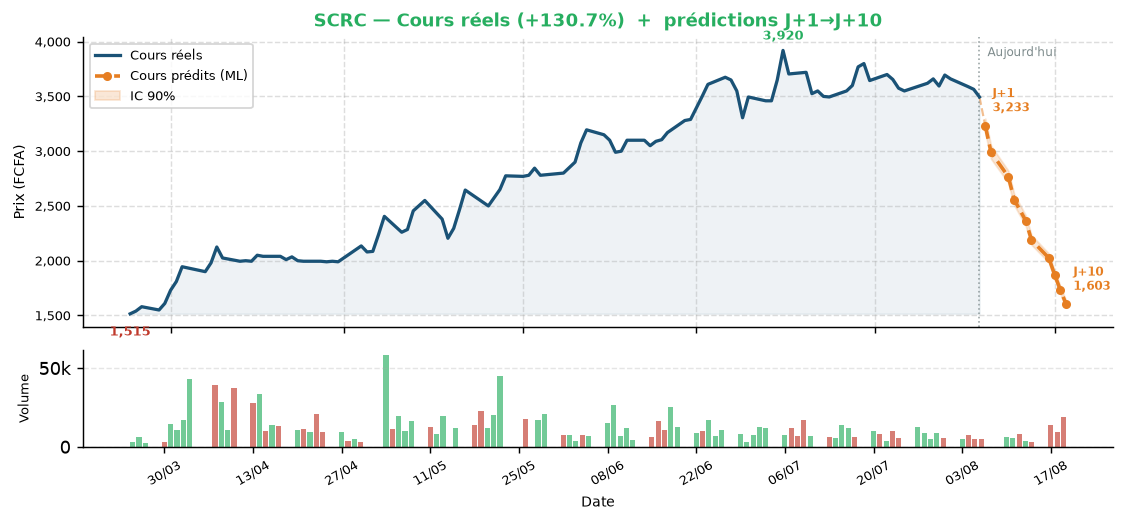 SCRC — Cours réels (+130.7%)  +  prédictions J+1→J+10
Cours réels
Cours prédits (ML)
IC 90%
3,920
Aujourd'hui
J+1
3,233
J+10
1,603
1,515
Prix (FCFA)
4,000
3,500
3,000
2,500
2,000
1,500
Volume
50k
0
30/03
13/04
27/04
11/05
25/05
08/06
22/06
06/07
20/07
03/08
17/08
Date